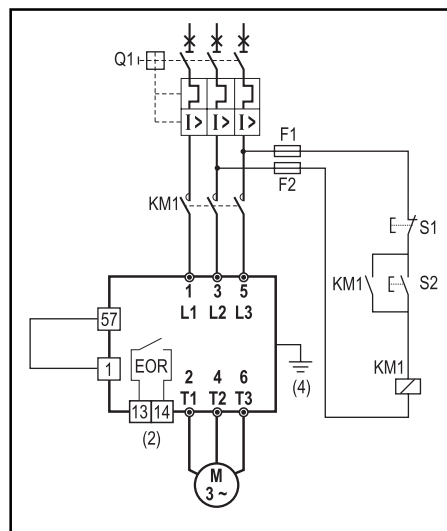 Q1
I> I> I>
F1
F2
KM1
S1
KM1 S2
1 3 5
L1 L2 L3
57
1
EOR
(4)
KM1
2 4 6
13 14 T1 T2 T3
(2)
M
3 ~